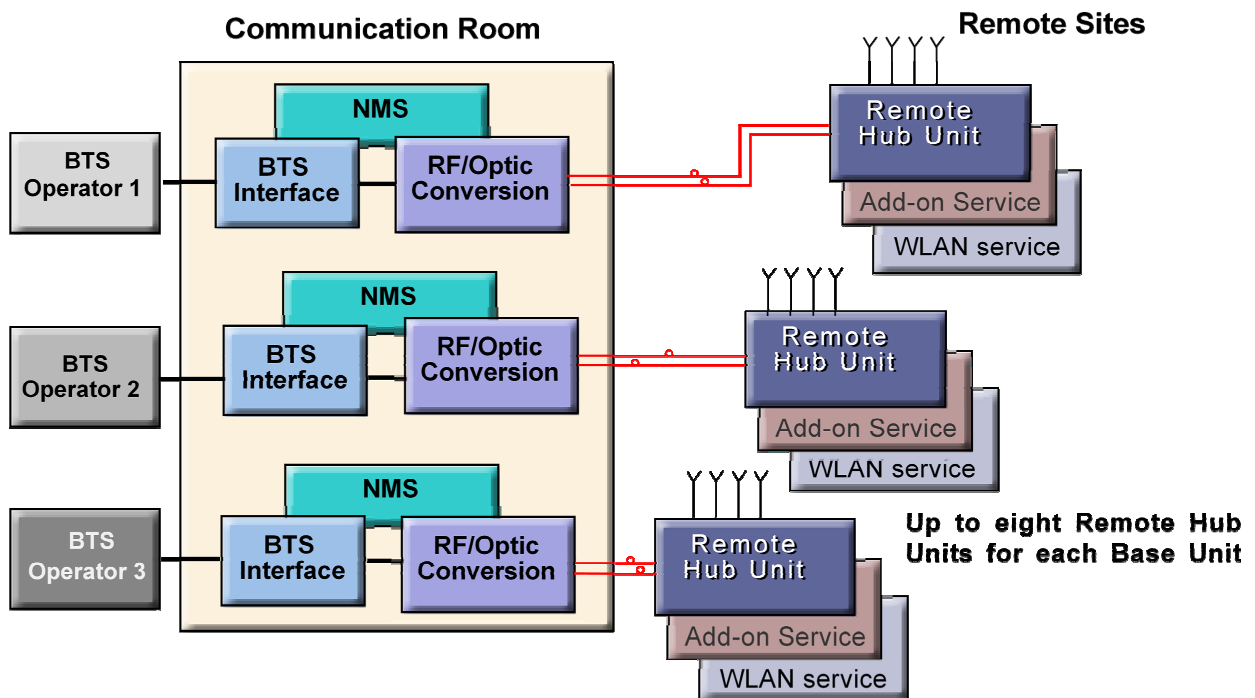 Communication Room
Remote Sites
BTS
Operator 1
NMS
BTS
Interface
RF/Optic
Conversion
Remote
Hub Unit
Add-on Service
WLAN service
BTS
Operator 2
NMS
BTS
Interface
RF/Optic
Conversion
Remote
Hub Unit
Add-on Service
WLAN service
BTS
Operator 3
NMS
BTS
Interface
RF/Optic
Conversion
Remote
Hub Unit
Add-on Service
WLAN service
Up to eight Remote Hub
Units for each Base Unit